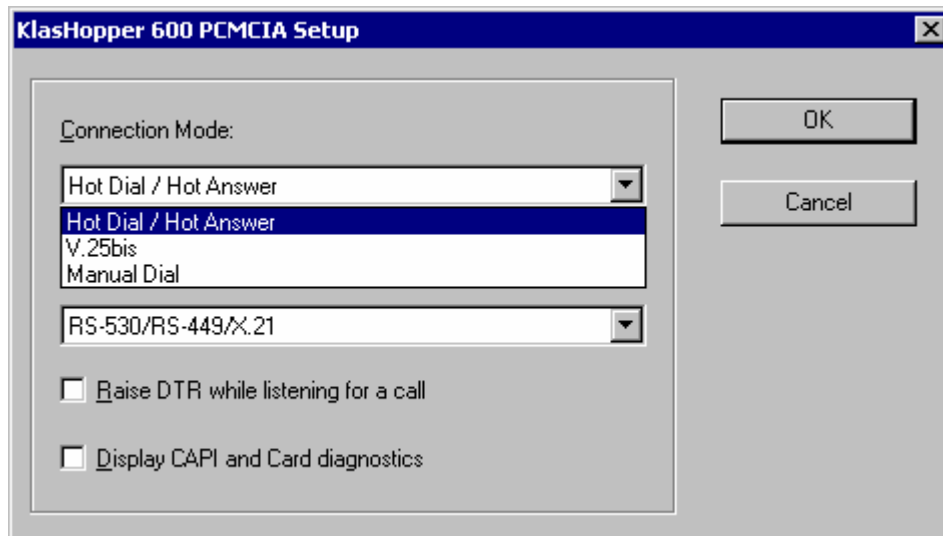 KlasHopper 600 PCMCIA Setup
Connection Mode:
Hot Dial / Hot Answer
Hot Dial / Hot Answer
V.25bis
Manual Dial
RS-530/RS-449/X.21
Raise DTR while listening for a call
Display CAPI and Card diagnostics
OK
Cancel